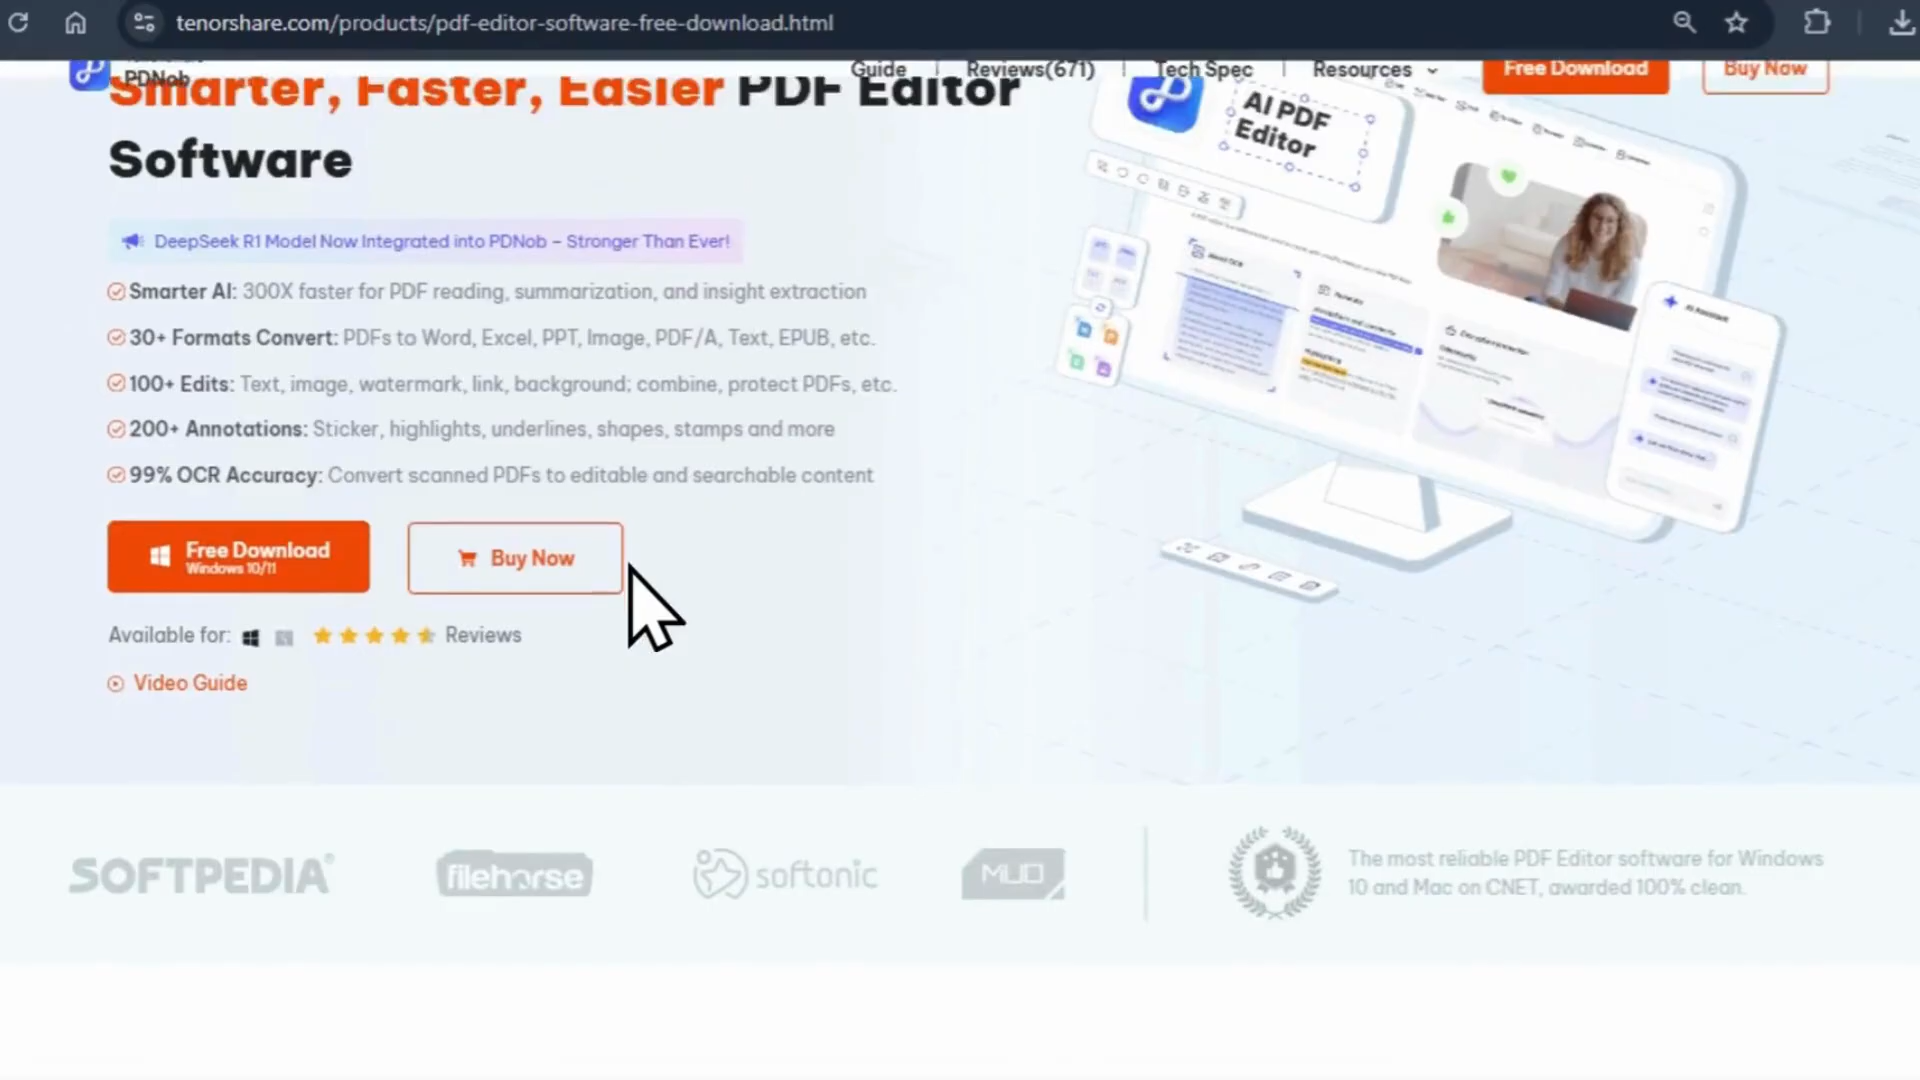 tenorshare.com/products/pdf-editor-software-free-download.html
PDNob
Guide
Reviews(671)
Tech Spec
Resources
Free Download
Buy Now
Smarter, Faster, Easier PDF Editor
Software
DeepSeek R1 Model Now Integrated into PDNob – Stronger Than Ever!
Smarter AI: 300X faster for PDF reading, summarization, and insight extraction
30+ Formats Convert: PDFs to Word, Excel, PPT, Image, PDF/A, Text, EPUB, etc.
100+ Edits: Text, image, watermark, link, background; combine, protect PDFs, etc.
200+ Annotations: Sticker, highlights, underlines, shapes, stamps and more
99% OCR Accuracy: Convert scanned PDFs to editable and searchable content
Free Download
Windows 10/11
Buy Now
Available for:
Reviews
Video Guide
AI PDF
Editor
AI Assistant
SOFTPEDIA®
filehorse
softonic
MUO
The most reliable PDF Editor software for Windows
10 and Mac on CNET, awarded 100% clean.